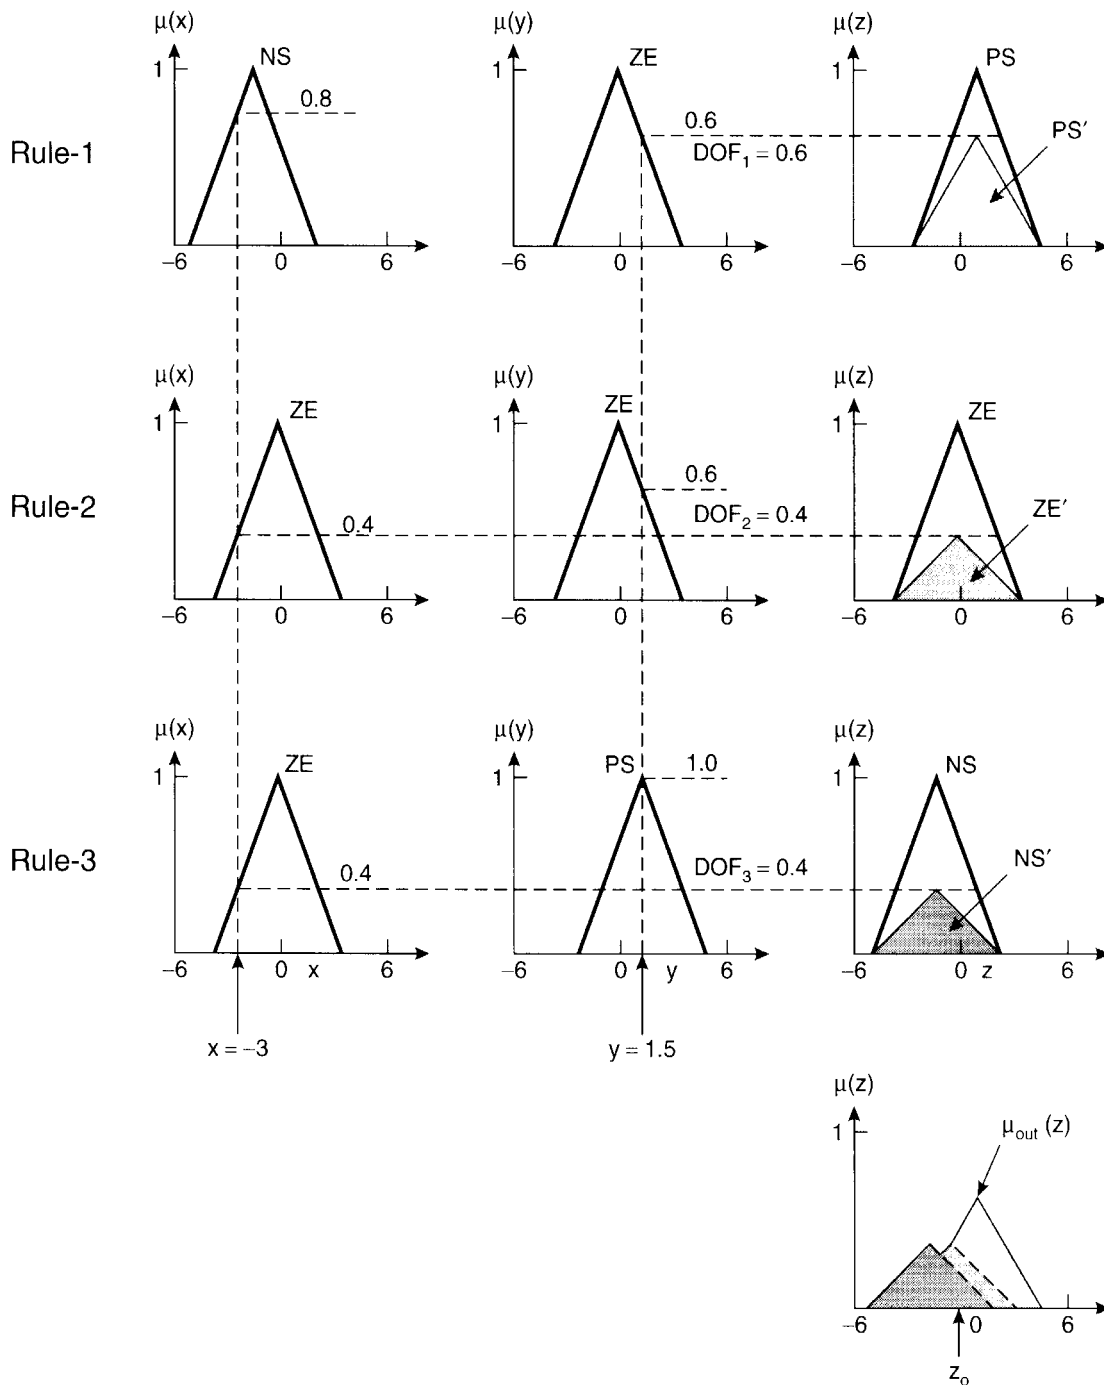 μ(x) μ(y) μ(z)
NS ZE PS
1 1 1
0.8 0.6 PS′
Rule-1 DOF₁ = 0.6
−6 0 6 −6 0 6 −6 0 6
μ(x) μ(y) μ(z)
ZE ZE ZE
1 1 1
0.6
Rule-2 0.4 DOF₂ = 0.4 ZE′
−6 0 6 −6 0 6 −6 0 6
μ(x) μ(y) μ(z)
ZE PS 1.0 NS
1 1 1
Rule-3 0.4 DOF₃ = 0.4 NS′
−6 0 x 6 −6 0 y 6 −6 0 z 6
x = −3 y = 1.5
μ(z)
1 μout (z)
−6 0 6
zo